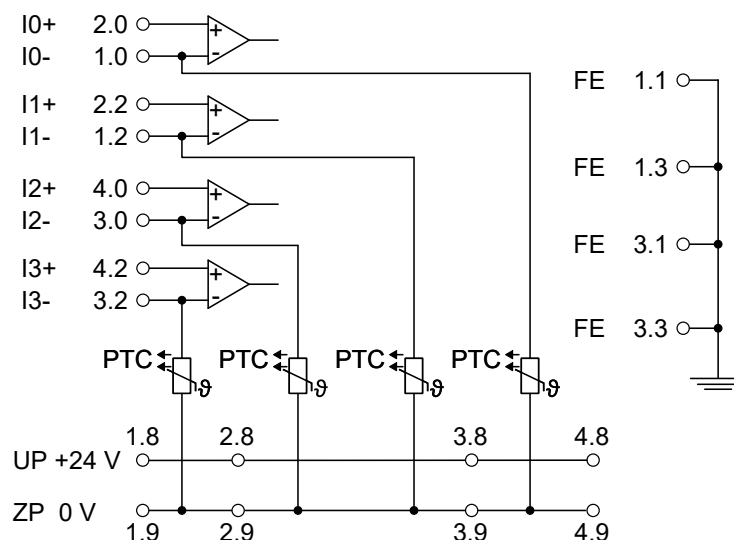 I0+ 2.0 +
I0- 1.0 -
I1+ 2.2 +
I1- 1.2 -
I2+ 4.0 +
I2- 3.0 -
I3+ 4.2 +
I3- 3.2 -
FE 1.1
FE 1.3
FE 3.1
FE 3.3
PTC ϑ PTC ϑ PTC ϑ PTC ϑ
1.8 2.8 3.8 4.8
UP +24 V
ZP 0 V
1.9 2.9 3.9 4.9